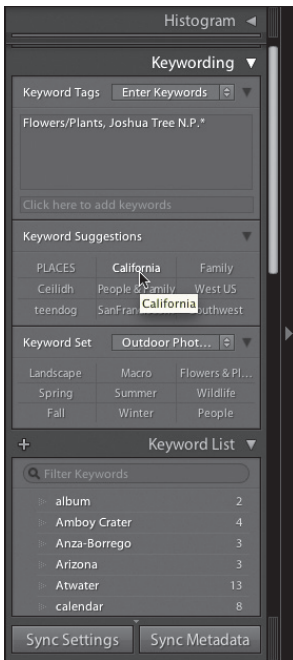 Histogram
Keywording
Keyword Tags Enter Keywords
Flowers/Plants, Joshua Tree N.P.*
Click here to add keywords
Keyword Suggestions
PLACES California Family
Ceilidh People & Family West US
teendog SanFran California outhwest
Keyword Set Outdoor Phot...
Landscape Macro Flowers & Pl...
Spring Summer Wildlife
Fall Winter People
+ Keyword List
Filter Keywords
album 2
Amboy Crater 4
Anza-Borrego 3
Arizona 3
Atwater 13
calendar 8
Sync Settings Sync Metadata